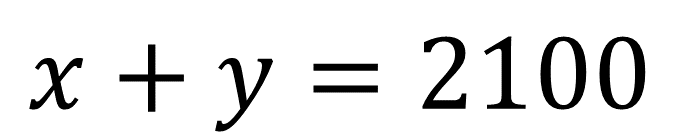 x + y = 2100